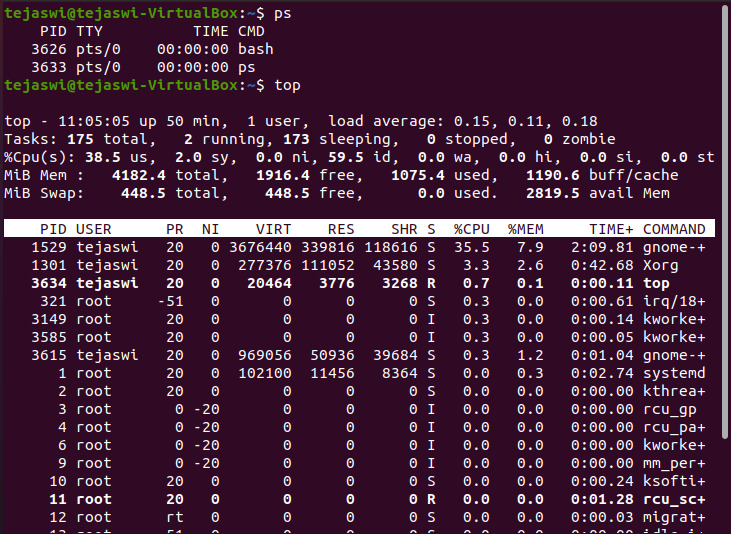 tejaswi@tejaswi-VirtualBox:~$ ps
    PID TTY          TIME CMD
   3626 pts/0    00:00:00 bash
   3633 pts/0    00:00:00 ps
tejaswi@tejaswi-VirtualBox:~$ top
top - 11:05:05 up 50 min,  1 user,  load average: 0.15, 0.11, 0.18
Tasks: 175 total,   2 running, 173 sleeping,   0 stopped,   0 zombie
%Cpu(s): 38.5 us,  2.0 sy,  0.0 ni, 59.5 id,  0.0 wa,  0.0 hi,  0.0 si,  0.0 st
MiB Mem :   4182.4 total,   1916.4 free,   1075.4 used,   1190.6 buff/cache
MiB Swap:    448.5 total,    448.5 free,      0.0 used.   2819.5 avail Mem
    PID USER      PR  NI    VIRT    RES    SHR S  %CPU  %MEM     TIME+ COMMAND
   1529 tejaswi   20   0 3676440 339816 118616 S  35.5   7.9   2:09.81 gnome-+
   1301 tejaswi   20   0  277376 111052  43580 S   3.3   2.6   0:42.68 Xorg
   3634 tejaswi   20   0   20464   3776   3268 R   0.7   0.1   0:00.11 top
    321 root     -51   0       0      0      0 S   0.3   0.0   0:00.61 irq/18+
   3149 root      20   0       0      0      0 I   0.3   0.0   0:00.14 kworke+
   3585 root      20   0       0      0      0 I   0.3   0.0   0:00.05 kworke+
   3615 tejaswi   20   0  969056  50936  39684 S   0.3   1.2   0:01.04 gnome-+
      1 root      20   0  102100  11456   8364 S   0.0   0.3   0:02.74 systemd
      2 root      20   0       0      0      0 S   0.0   0.0   0:00.00 kthrea+
      3 root       0 -20       0      0      0 I   0.0   0.0   0:00.00 rcu_gp
      4 root       0 -20       0      0      0 I   0.0   0.0   0:00.00 rcu_pa+
      6 root       0 -20       0      0      0 I   0.0   0.0   0:00.00 kworke+
      9 root       0 -20       0      0      0 I   0.0   0.0   0:00.00 mm_per+
     10 root      20   0       0      0      0 S   0.0   0.0   0:00.24 ksofti+
     11 root      20   0       0      0      0 R   0.0   0.0   0:01.28 rcu_sc+
     12 root      rt   0       0      0      0 S   0.0   0.0   0:00.03 migrat+